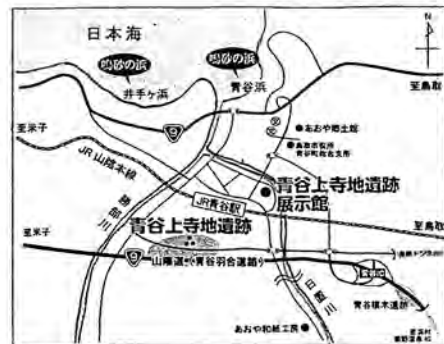 日本海
鳴砂の浜
鳴砂の浜
井手ヶ浜
青谷浜
N
至鳥取
9
至米子
あおや郷土館
鳥取市役所
青谷町総合支所
JR山陰本線
勝部川
青谷上寺地遺跡
展示館
JR青谷駅
至鳥取
至米子
青谷上寺地遺跡
9
山陰道(青谷羽合道路)
青谷IC
日置川
青谷横木遺跡
あおや和紙工房